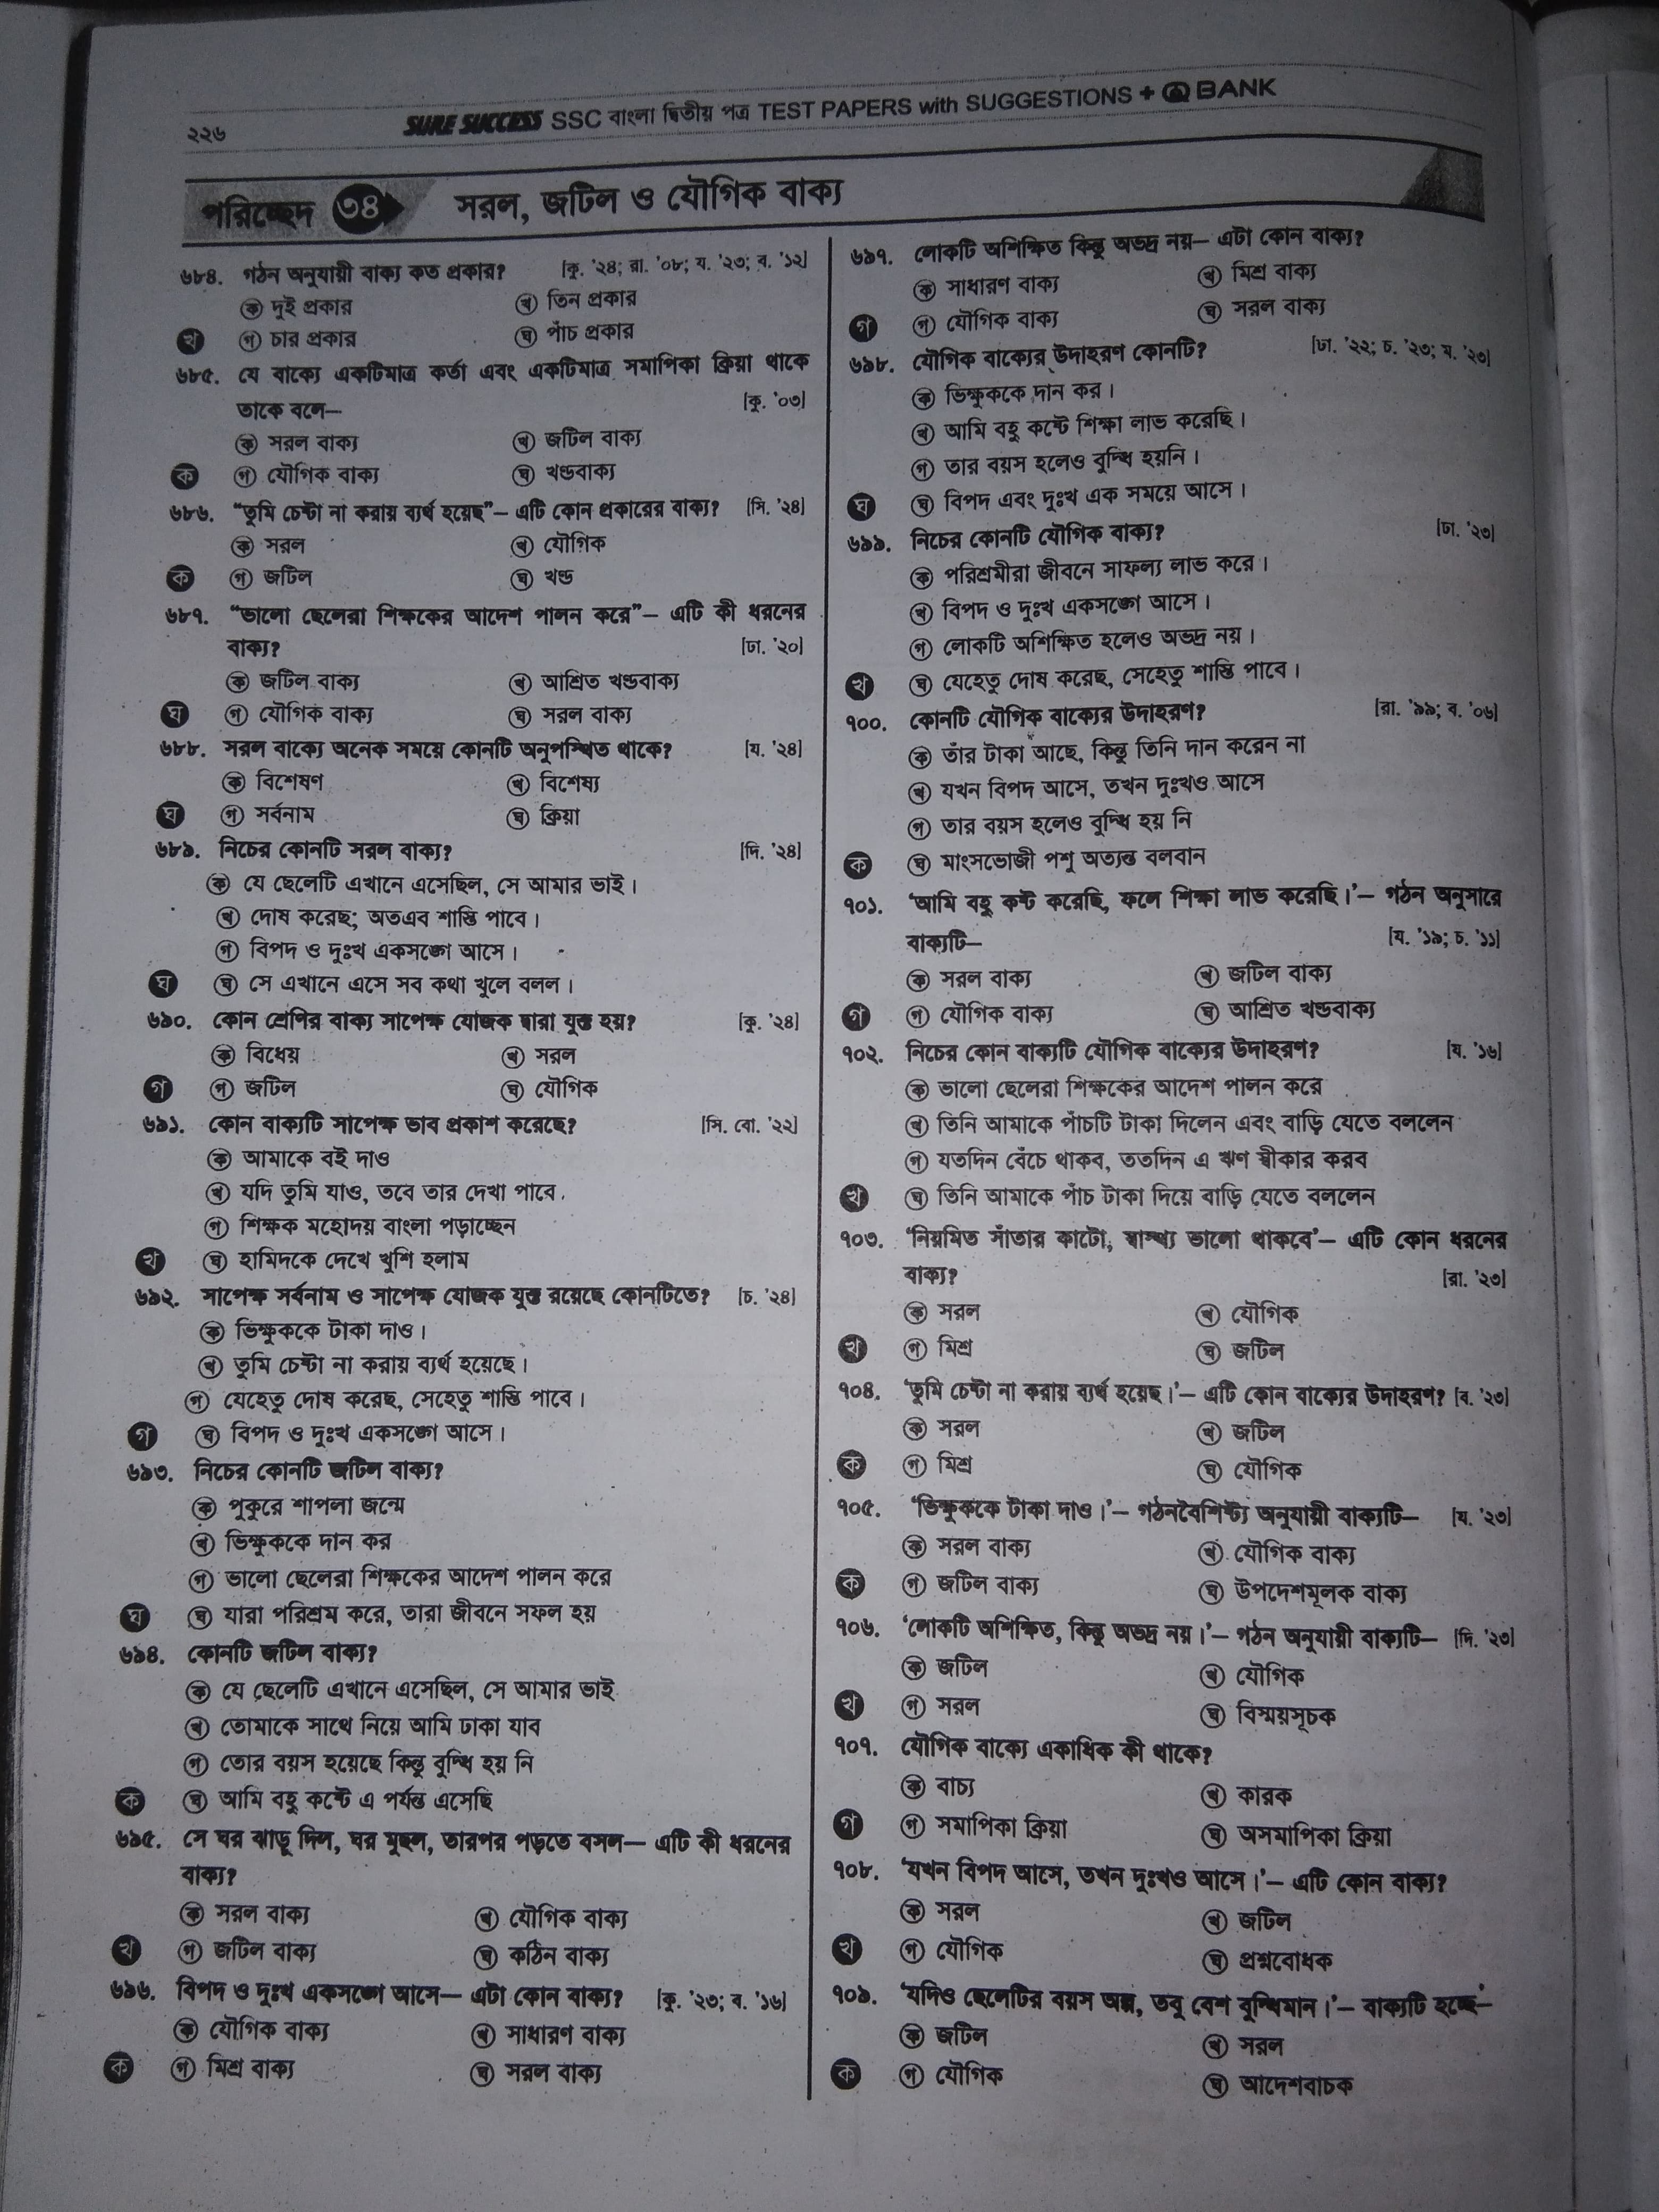 ২২৬
SURE SUCCESS SSC বাংলা দ্বিতীয় পত্র TEST PAPERS with SUGGESTIONS + Q BANK
পরিচ্ছেদ ৩৪ সরল, জটিল ও যৌগিক বাক্য
৬৮৪. গঠন অনুযায়ী বাক্য কত প্রকার? [কু. '২৪; রা. '০৮; য. '২৩; ব. '১২]
ক দুই প্রকার খ তিন প্রকার
খ গ চার প্রকার ঘ পাঁচ প্রকার
৬৮৫. যে বাক্যে একটিমাত্র কর্তা এবং একটিমাত্র সমাপিকা ক্রিয়া থাকে
তাকে বলে— [কু. '০৩]
ক সরল বাক্য খ জটিল বাক্য
ক গ যৌগিক বাক্য ঘ খণ্ডবাক্য
৬৮৬. “তুমি চেষ্টা না করায় ব্যর্থ হয়েছ”— এটি কোন প্রকারের বাক্য? [সি. '২৪]
ক সরল খ যৌগিক
ক গ জটিল ঘ খণ্ড
৬৮৭. “ভালো ছেলেরা শিক্ষকের আদেশ পালন করে”— এটি কী ধরনের
বাক্য? [ঢা. '২০]
ক জটিল বাক্য খ আশ্রিত খণ্ডবাক্য
ঘ গ যৌগিক বাক্য ঘ সরল বাক্য
৬৮৮. সরল বাক্যে অনেক সময়ে কোনটি অনুপস্থিত থাকে? [য. '২৪]
ক বিশেষণ খ বিশেষ্য
ঘ গ সর্বনাম ঘ ক্রিয়া
৬৮৯. নিচের কোনটি সরল বাক্য? [দি. '২৪]
ক যে ছেলেটি এখানে এসেছিল, সে আমার ভাই।
খ দোষ করেছ; অতএব শাস্তি পাবে।
গ বিপদ ও দুঃখ একসঙ্গে আসে।
ঘ ঘ সে এখানে এসে সব কথা খুলে বলল।
৬৯০. কোন শ্রেণির বাক্য সাপেক্ষ যোজক দ্বারা যুক্ত হয়? [কু. '২৪]
ক বিধেয় খ সরল
গ গ জটিল ঘ যৌগিক
৬৯১. কোন বাক্যটি সাপেক্ষ ভাব প্রকাশ করেছে? [সি. বো. '২২]
ক আমাকে বই দাও
খ যদি তুমি যাও, তবে তার দেখা পাবে.
গ শিক্ষক মহোদয় বাংলা পড়াচ্ছেন
খ ঘ হামিদকে দেখে খুশি হলাম
৬৯২. সাপেক্ষ সর্বনাম ও সাপেক্ষ যোজক যুক্ত রয়েছে কোনটিতে? [চ. '২৪]
ক ভিক্ষুককে টাকা দাও।
খ তুমি চেষ্টা না করায় ব্যর্থ হয়েছে।
গ যেহেতু দোষ করেছ, সেহেতু শাস্তি পাবে।
গ ঘ বিপদ ও দুঃখ একসঙ্গে আসে।
৬৯৩. নিচের কোনটি জটিল বাক্য?
ক পুকুরে শাপলা জন্মে
খ ভিক্ষুককে দান কর
গ ভালো ছেলেরা শিক্ষকের আদেশ পালন করে
ঘ ঘ যারা পরিশ্রম করে, তারা জীবনে সফল হয়
৬৯৪. কোনটি জটিল বাক্য?
ক যে ছেলেটি এখানে এসেছিল, সে আমার ভাই
খ তোমাকে সাথে নিয়ে আমি ঢাকা যাব
গ তোর বয়স হয়েছে কিন্তু বুদ্ধি হয় নি
ক ঘ আমি বহু কষ্টে এ পর্যন্ত এসেছি
৬৯৫. সে ঘর ঝাড়ু দিল, ঘর মুছল, তারপর পড়তে বসল— এটি কী ধরনের
বাক্য?
ক সরল বাক্য খ যৌগিক বাক্য
খ গ জটিল বাক্য ঘ কঠিন বাক্য
৬৯৬. বিপদ ও দুঃখ একসঙ্গে আসে— এটা কোন বাক্য? [কু. '২৩; ব. '১৬]
ক যৌগিক বাক্য খ সাধারণ বাক্য
ক গ মিশ্র বাক্য ঘ সরল বাক্য
৬৯৭. লোকটি অশিক্ষিত কিন্তু অভদ্র নয়— এটা কোন বাক্য?
ক সাধারণ বাক্য খ মিশ্র বাক্য
গ গ যৌগিক বাক্য ঘ সরল বাক্য
৬৯৮. যৌগিক বাক্যের উদাহরণ কোনটি? [ঢা. '২২; চ. '২৩; ম. '২৩]
ক ভিক্ষুককে দান কর।
খ আমি বহু কষ্টে শিক্ষা লাভ করেছি।
গ তার বয়স হলেও বুদ্ধি হয়নি।
ঘ ঘ বিপদ এবং দুঃখ এক সময়ে আসে।
৬৯৯. নিচের কোনটি যৌগিক বাক্য? [ঢা. '২৩]
ক পরিশ্রমীরা জীবনে সাফল্য লাভ করে।
খ বিপদ ও দুঃখ একসঙ্গে আসে।
গ লোকটি অশিক্ষিত হলেও অভদ্র নয়।
খ ঘ যেহেতু দোষ করেছ, সেহেতু শাস্তি পাবে।
৭০০. কোনটি যৌগিক বাক্যের উদাহরণ? [রা. '৯৯; ব. '০৬]
ক তাঁর টাকা আছে, কিন্তু তিনি দান করেন না
খ যখন বিপদ আসে, তখন দুঃখও আসে
গ তার বয়স হলেও বুদ্ধি হয় নি
ক ঘ মাংসভোজী পশু অত্যন্ত বলবান
৭০১. ‘আমি বহু কষ্ট করেছি, ফলে শিক্ষা লাভ করেছি।’— গঠন অনুসারে
বাক্যটি— [য. '১৯; চ. '১১]
ক সরল বাক্য খ জটিল বাক্য
গ গ যৌগিক বাক্য ঘ আশ্রিত খণ্ডবাক্য
৭০২. নিচের কোন বাক্যটি যৌগিক বাক্যের উদাহরণ? [য. '১৬]
ক ভালো ছেলেরা শিক্ষকের আদেশ পালন করে
খ তিনি আমাকে পাঁচটি টাকা দিলেন এবং বাড়ি যেতে বললেন
গ যতদিন বেঁচে থাকব, ততদিন এ ঋণ স্বীকার করব
খ ঘ তিনি আমাকে পাঁচ টাকা দিয়ে বাড়ি যেতে বললেন
৭০৩. ‘নিয়মিত সাঁতার কাটো, স্বাস্থ্য ভালো থাকবে’— এটি কোন ধরনের
বাক্য? [রা. '২৩]
ক সরল খ যৌগিক
খ গ মিশ্র ঘ জটিল
৭০৪. ‘তুমি চেষ্টা না করায় ব্যর্থ হয়েছ।’— এটি কোন বাক্যের উদাহরণ? [ব. '২৩]
ক সরল খ জটিল
ক গ মিশ্র ঘ যৌগিক
৭০৫. ‘ভিক্ষুককে টাকা দাও।’— গঠনবৈশিষ্ট্য অনুযায়ী বাক্যটি— [য. '২৩]
ক সরল বাক্য খ যৌগিক বাক্য
ক গ জটিল বাক্য ঘ উপদেশমূলক বাক্য
৭০৬. ‘লোকটি অশিক্ষিত, কিন্তু অভদ্র নয়।’— গঠন অনুযায়ী বাক্যটি— [দি. '২৩]
ক জটিল খ যৌগিক
খ গ সরল ঘ বিস্ময়সূচক
৭০৭. যৌগিক বাক্যে একাধিক কী থাকে?
ক বাচ্য খ কারক
গ গ সমাপিকা ক্রিয়া ঘ অসমাপিকা ক্রিয়া
৭০৮. ‘যখন বিপদ আসে, তখন দুঃখও আসে।’— এটি কোন বাক্য?
ক সরল খ জটিল
খ গ যৌগিক ঘ প্রশ্নবোধক
৭০৯. ‘যদিও ছেলেটির বয়স অল্প, তবু বেশ বুদ্ধিমান।’— বাক্যটি হচ্ছে—
ক জটিল খ সরল
ক গ যৌগিক ঘ আদেশবাচক